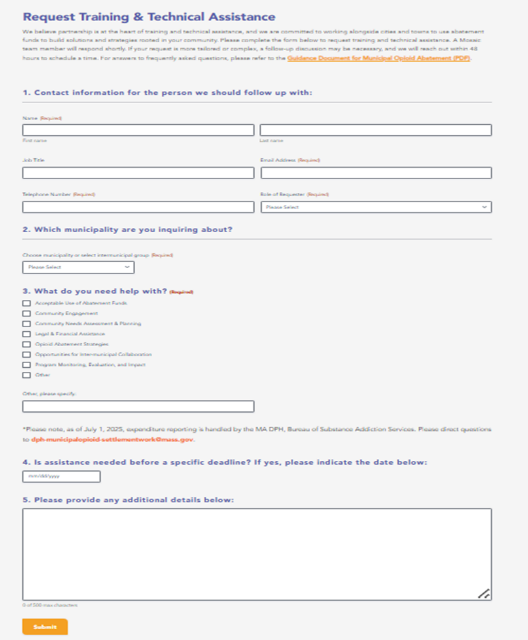 Request Training & Technical Assistance
We believe partnership is at the heart of training and technical assistance, and we are committed to working alongside cities and towns to use abatement
funds to build solutions and strategies rooted in your community. Please complete the form below to request training and technical assistance. A Mosaic
team member will respond shortly. If your request is more tailored or complex, a follow-up discussion may be necessary, and we will reach out within 48
hours to schedule a time. For answers to frequently asked questions, please refer to the Guidance Document for Municipal Opioid Abatement (PDF).
1. Contact information for the person we should follow up with:
Name (Required)
First name Last name
Job Title Email Address (Required)
Telephone Number (Required) Role of Requester (Required)
Please Select
2. Which municipality are you inquiring about?
Choose municipality or select intermunicipal group (Required)
Please Select
3. What do you need help with? (Required)
Acceptable Use of Abatement Funds
Community Engagement
Community Needs Assessment & Planning
Legal & Financial Assistance
Opioid Abatement Strategies
Opportunities for Intermunicipal Collaboration
Program Monitoring, Evaluation, and Impact
Other
Other, please specify:
*Please note, as of July 1, 2025, expenditure reporting is handled by the MA DPH, Bureau of Substance Addiction Services. Please direct questions
to dph-municipalopioid-settlementwork@mass.gov.
4. Is assistance needed before a specific deadline? If yes, please indicate the date below:
mm/dd/yyyy
5. Please provide any additional details below:
0 of 500 max characters
Submit